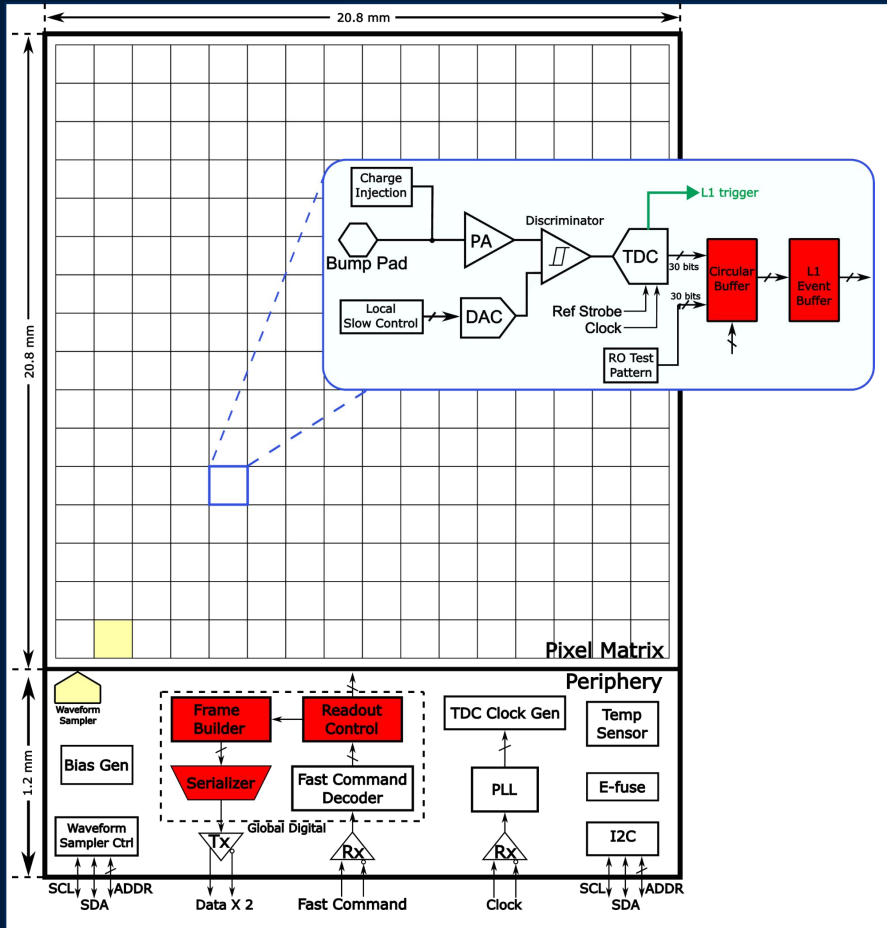 20.8 mm
20.8 mm
Charge
Injection
L1 trigger
Discriminator
PA
TDC
Bump Pad
30 bits
Circular
Buffer
L1
Event
Buffer
30 bits
Local
Slow Control
DAC
Ref Strobe
Clock
RO Test
Pattern
Pixel Matrix
Periphery
1.2 mm
Waveform
Sampler
Frame
Builder
Readout
Control
TDC Clock Gen
Temp
Sensor
Bias Gen
Serializer
Fast Command
Decoder
PLL
E-fuse
Global Digital
Waveform
Sampler Ctrl
Tx
Rx
Rx
I2C
SCL
ADDR
SDA
Data X 2
Fast Command
Clock
SCL
ADDR
SDA